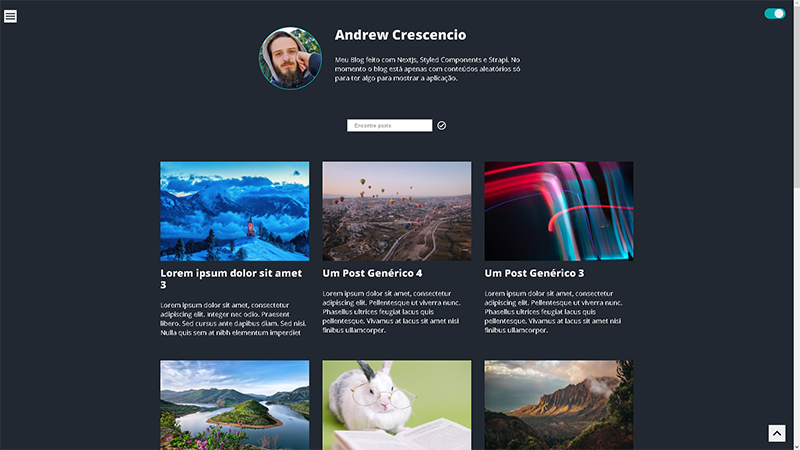 Andrew Crescencio
Meu Blog feito com Nextjs, Styled Components e Strapi. No
momento o blog está apenas com conteúdos aleatórios só
para ter algo para mostrar a aplicação.
Encontre posts
Lorem ipsum dolor sit amet
3
Lorem ipsum dolor sit amet, consectetur
adipiscing elit. Integer nec odio. Praesent
libero. Sed cursus ante dapibus diam. Sed nisi.
Nulla quis sem at nibh elementum imperdiet
Um Post Genérico 4
Lorem ipsum dolor sit amet, consectetur
adipiscing elit. Pellentesque ut viverra nunc.
Phasellus ultrices feugiat lacus quis
pellentesque. Vivamus at lacus sit amet nisi
finibus ullamcorper.
Um Post Genérico 3
Lorem ipsum dolor sit amet, consectetur
adipiscing elit. Pellentesque ut viverra nunc.
Phasellus ultrices feugiat lacus quis
pellentesque. Vivamus at lacus sit amet nisi
finibus ullamcorper.